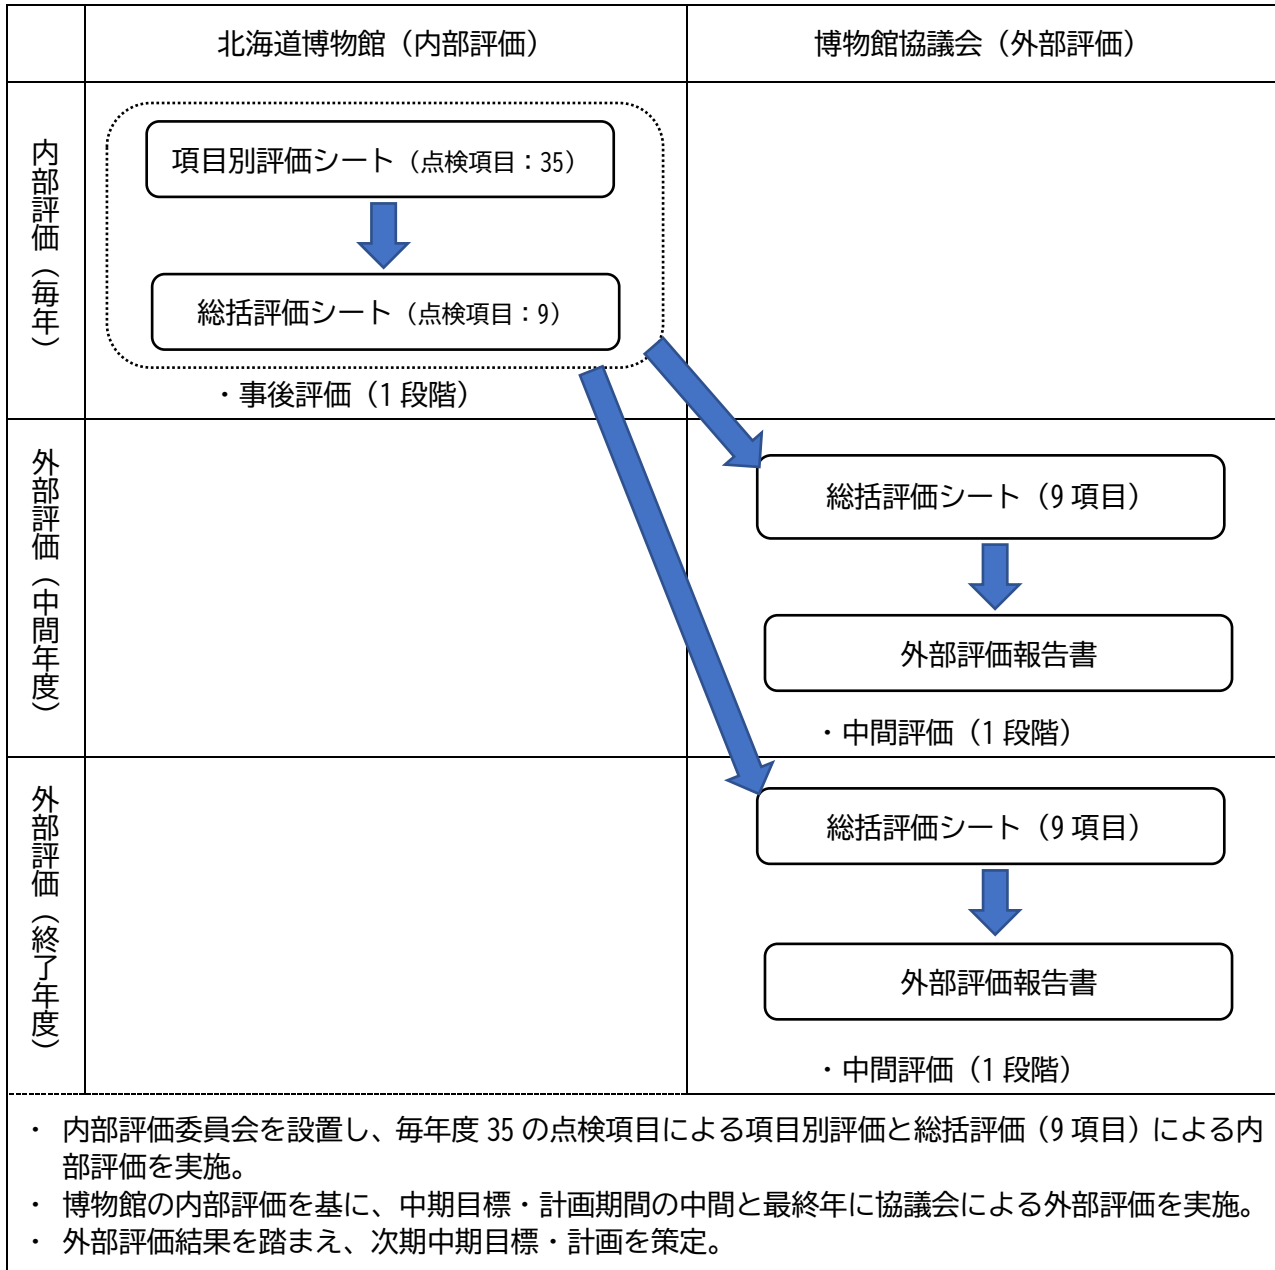 北海道博物館（内部評価）
博物館協議会（外部評価）
内部評価（毎年）
項目別評価シート（点検項目：35）
総括評価シート（点検項目：9）
・事後評価（1段階）
外部評価（中間年度）
総括評価シート（9項目）
外部評価報告書
・中間評価（1段階）
外部評価（終了年度）
総括評価シート（9項目）
外部評価報告書
・中間評価（1段階）
・ 内部評価委員会を設置し、毎年度 35 の点検項目による項目別評価と総括評価（9項目）による内
部評価を実施。
・ 博物館の内部評価を基に、中期目標・計画期間の中間と最終年に協議会による外部評価を実施。
・ 外部評価結果を踏まえ、次期中期目標・計画を策定。